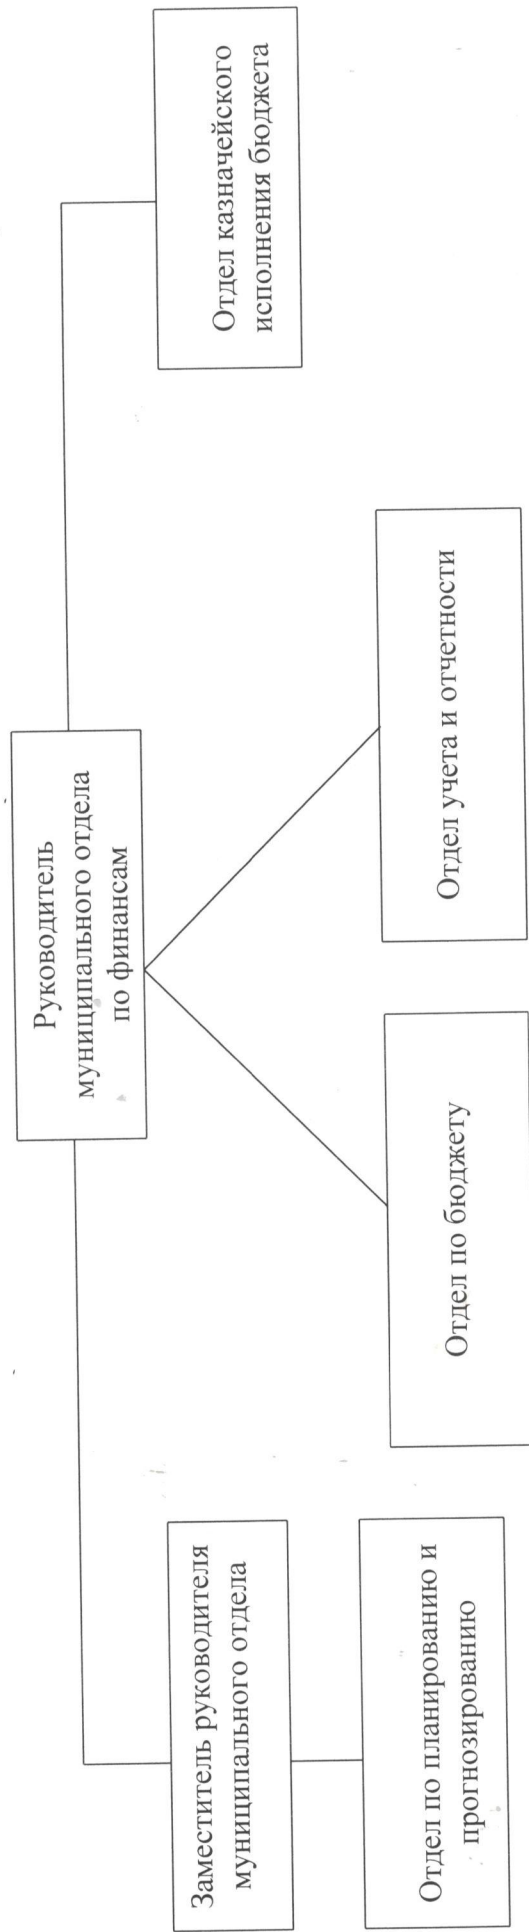 Руководитель
муниципального отдела
по финансам
Заместитель руководителя
муниципального отдела
Отдел казначейского
исполнения бюджета
Отдел по планированию и
прогнозированию
Отдел по бюджету
Отдел учета и отчетности